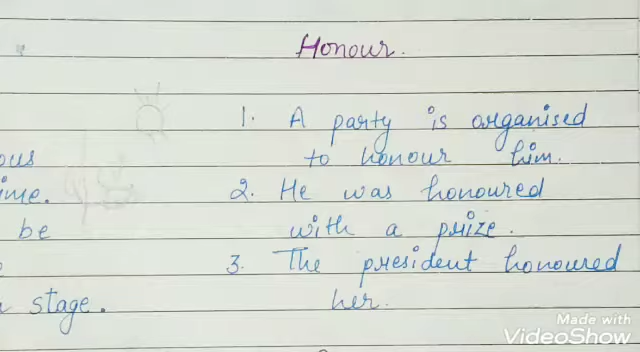 Honour.
1. A party is organised
to honour him.
ous
2. He was honoured
ime.
with a prize.
be
3. The president honoured
stage.
her.
Made with
VideoShow